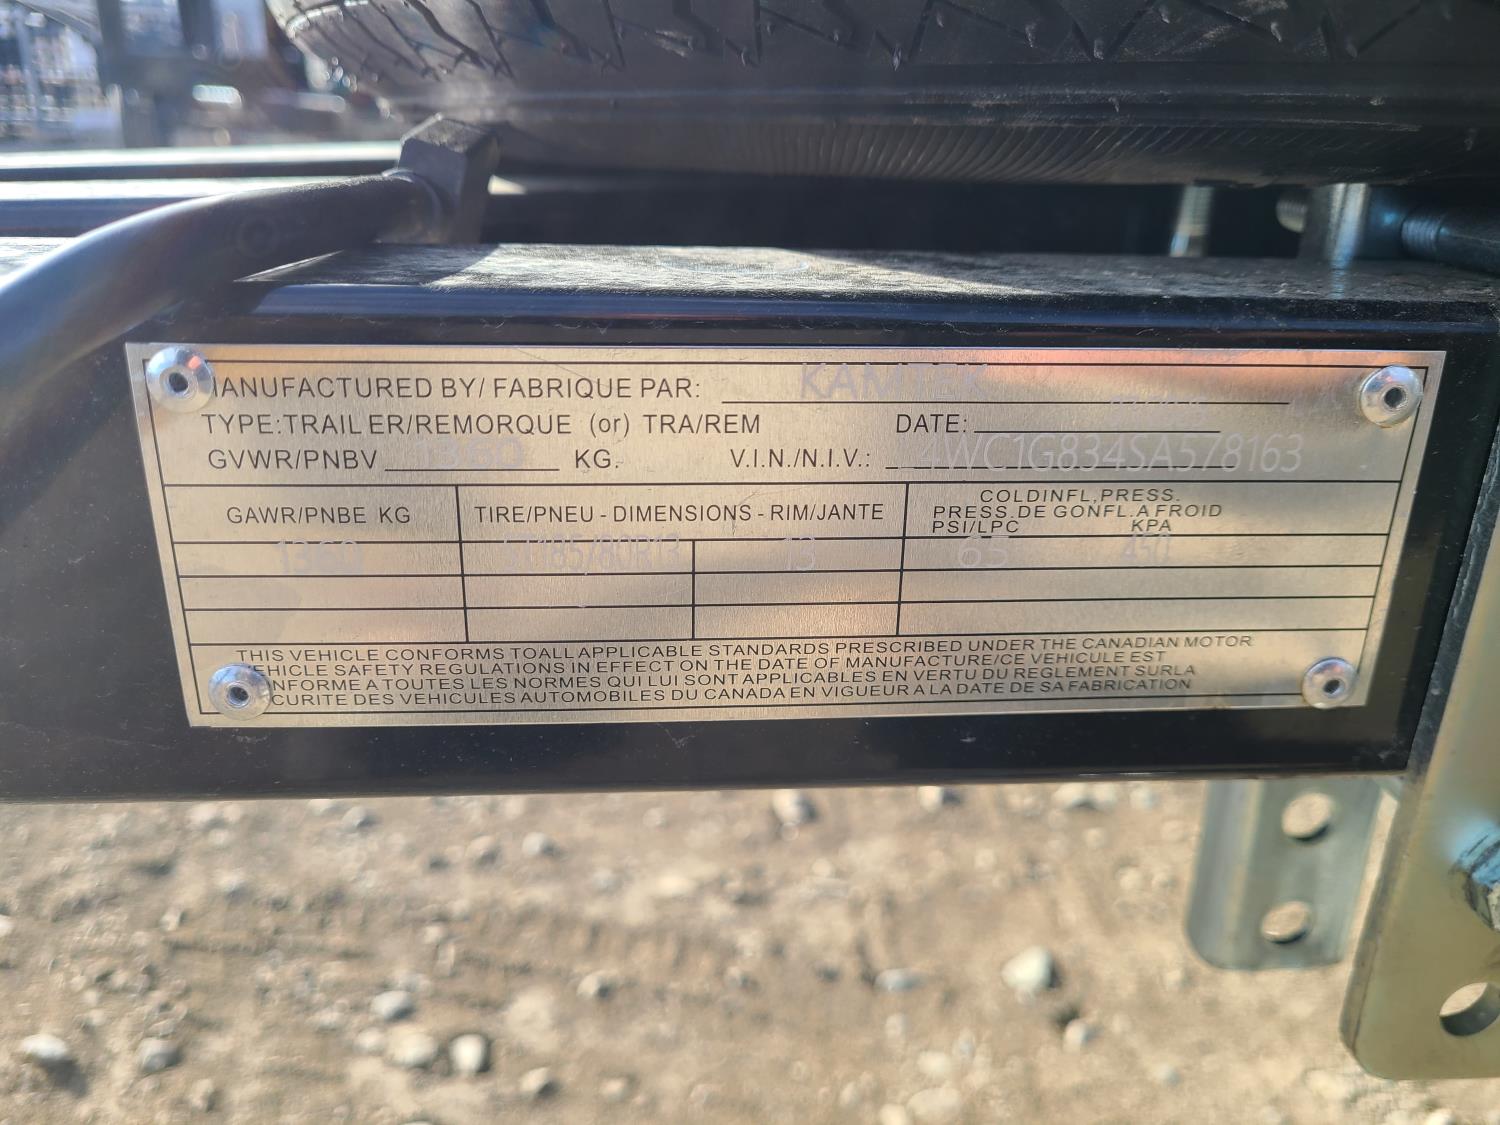 MANUFACTURED BY/ FABRIQUE PAR: KAMTEK
TYPE:TRAILER/REMORQUE (or) TRA/REM DATE:
GVWR/PNBV 1360 KG. V.I.N./N.I.V.: 4WC1G834SA578163
GAWR/PNBE KG TIRE/PNEU - DIMENSIONS - RIM/JANTE COLDINFL,PRESS.
PRESS.DE GONFL.A FROID
PSI/LPC KPA
1360 ST185/80R13 13 65 450
THIS VEHICLE CONFORMS TOALL APPLICABLE STANDARDS PRESCRIBED UNDER THE CANADIAN MOTOR
VEHICLE SAFETY REGULATIONS IN EFFECT ON THE DATE OF MANUFACTURE/CE VEHICULE EST
CONFORME A TOUTES LES NORMES QUI LUI SONT APPLICABLES EN VERTU DU REGLEMENT SURLA
SECURITE DES VEHICULES AUTOMOBILES DU CANADA EN VIGUEUR A LA DATE DE SA FABRICATION